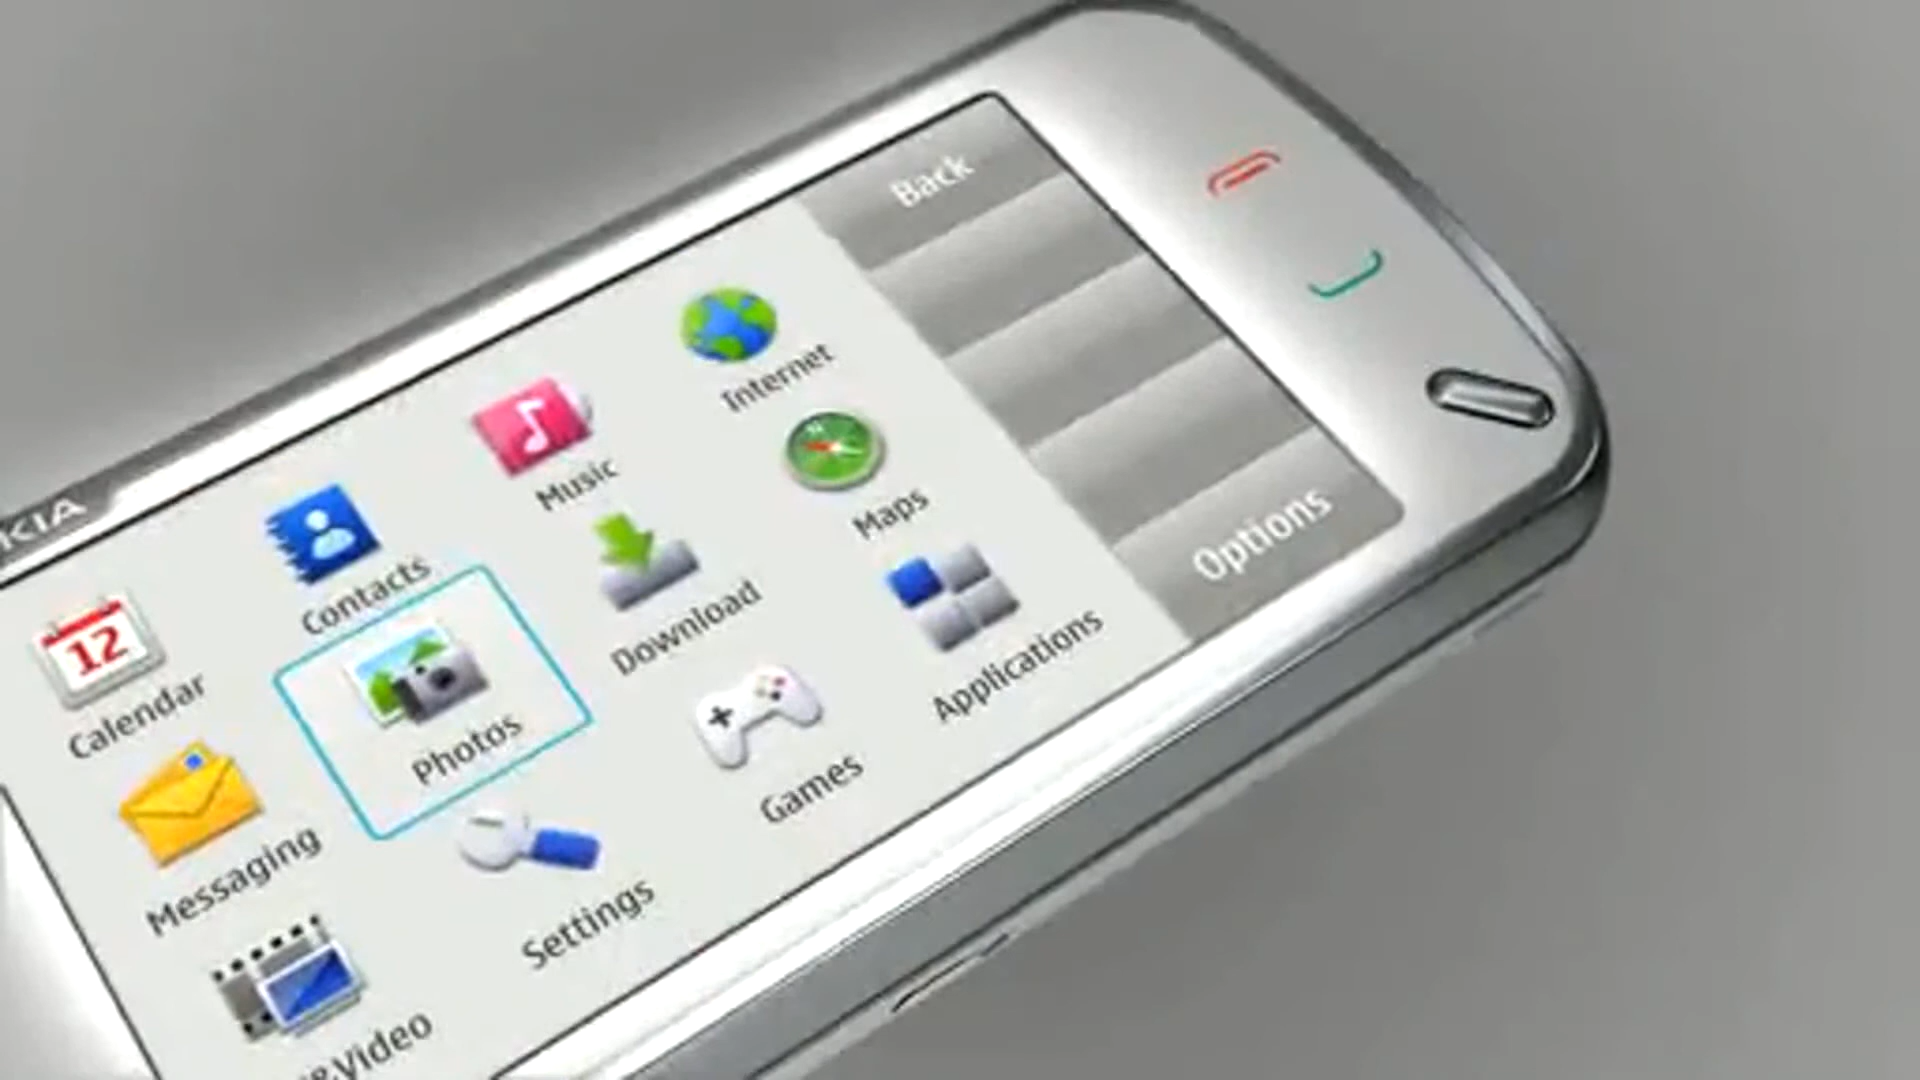 KIA
Back
Internet
Music
Maps
Contacts
Download
Applications
Options
12
Calendar
Photos
Games
Messaging
Settings
Video